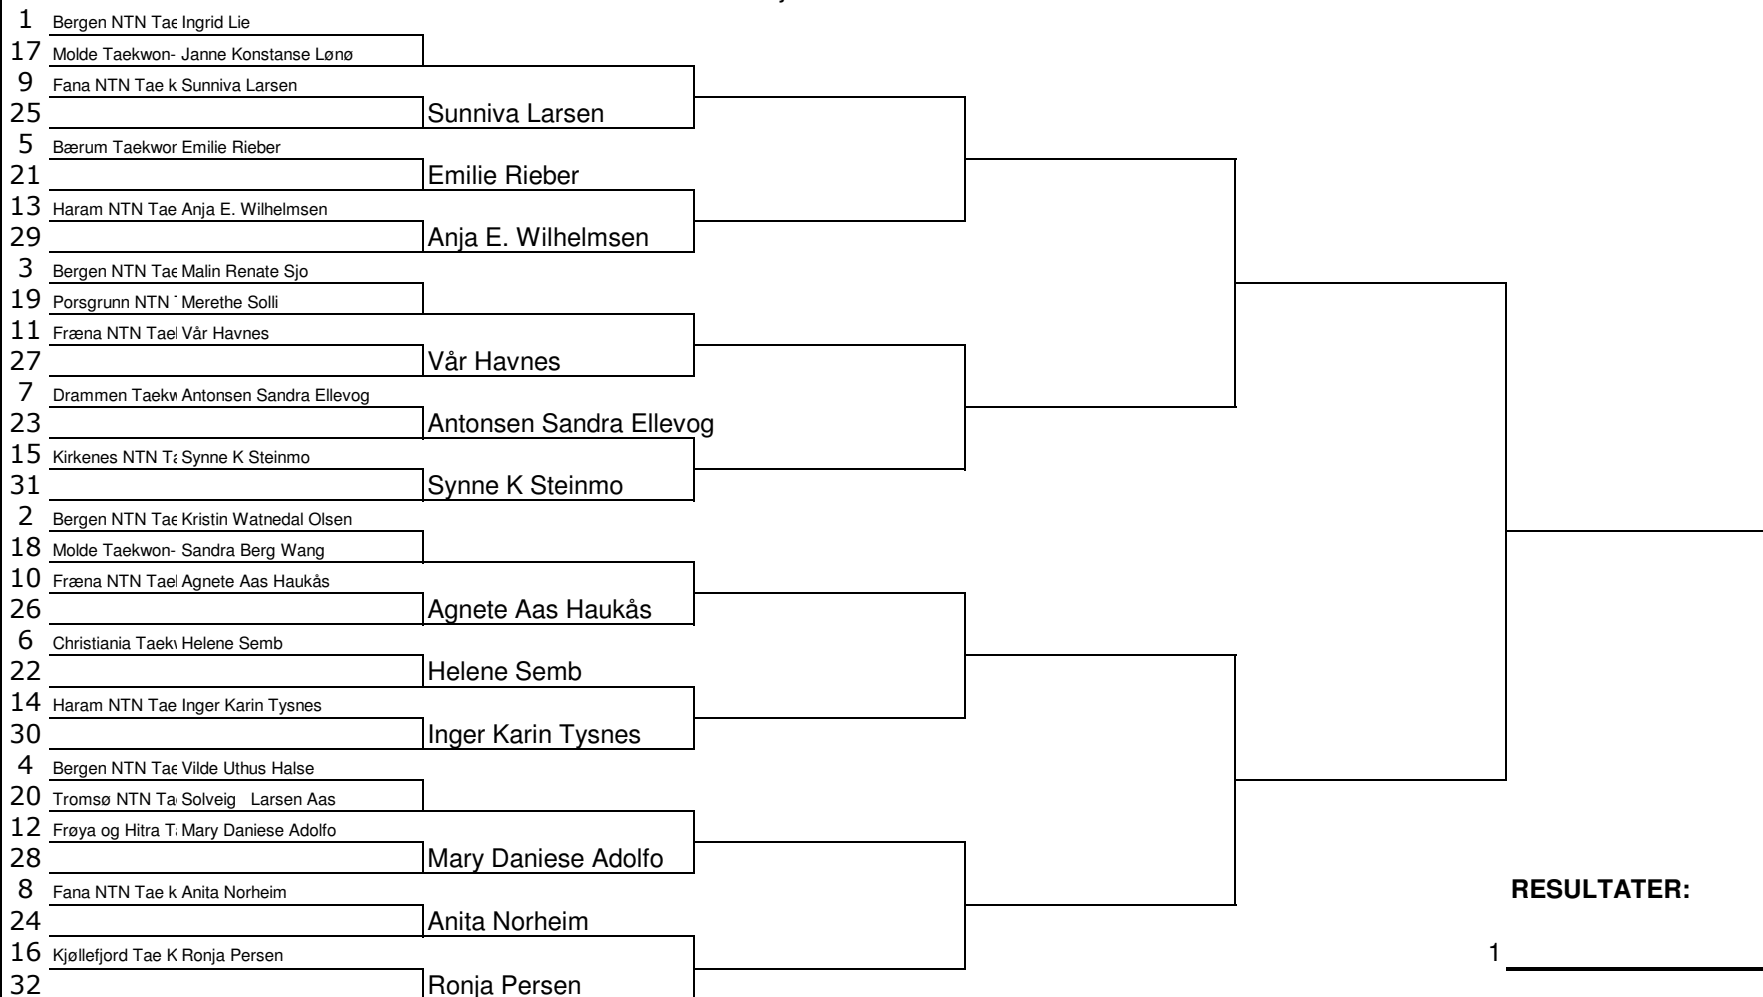 1 Bergen NTN Tae Ingrid Lie
17 Molde Taekwon- Janne Konstanse Lønø
9 Fana NTN Tae k Sunniva Larsen
25 Sunniva Larsen
5 Bærum Taekwor Emilie Rieber
21 Emilie Rieber
13 Haram NTN Tae Anja E. Wilhelmsen
29 Anja E. Wilhelmsen
3 Bergen NTN Tae Malin Renate Sjo
19 Porsgrunn NTN Merethe Solli
11 Fræna NTN Tael Vår Havnes
27 Vår Havnes
7 Drammen Taekw Antonsen Sandra Ellevog
23 Antonsen Sandra Ellevog
15 Kirkenes NTN Ta Synne K Steinmo
31 Synne K Steinmo
2 Bergen NTN Tae Kristin Watnedal Olsen
18 Molde Taekwon- Sandra Berg Wang
10 Fræna NTN Tael Agnete Aas Haukås
26 Agnete Aas Haukås
6 Christiania Taekw Helene Semb
22 Helene Semb
14 Haram NTN Tae Inger Karin Tysnes
30 Inger Karin Tysnes
4 Bergen NTN Tae Vilde Uthus Halse
20 Tromsø NTN Ta Solveig Larsen Aas
12 Frøya og Hitra Ta Mary Daniese Adolfo
28 Mary Daniese Adolfo
8 Fana NTN Tae k Anita Norheim
RESULTATER:
24 Anita Norheim
16 Kjøllefjord Tae K Ronja Persen
1
32 Ronja Persen